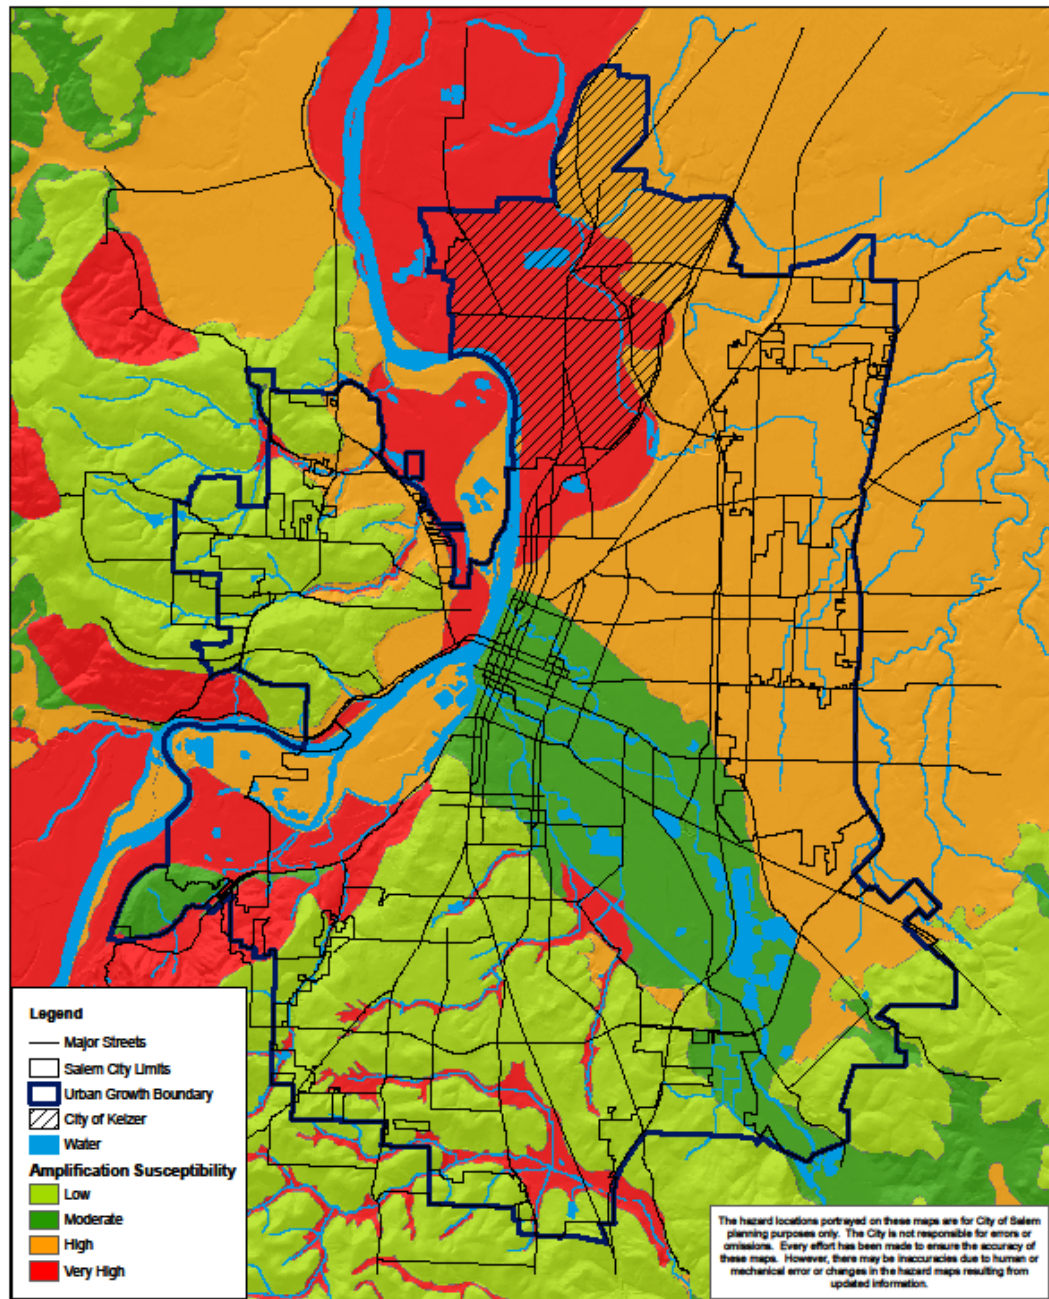 Legend
Major Streets
Salem City Limits
Urban Growth Boundary
City of Keizer
Water
Amplification Susceptibility
Low
Moderate
High
Very High
The hazard locations portrayed on these maps are for City of Salem
planning purposes only. The City is not responsible for errors or
omissions. Every effort has been made to ensure the accuracy of
these maps. However, there may be inaccuracies due to human or
mechanical error or changes in the hazard maps resulting from
updated information.